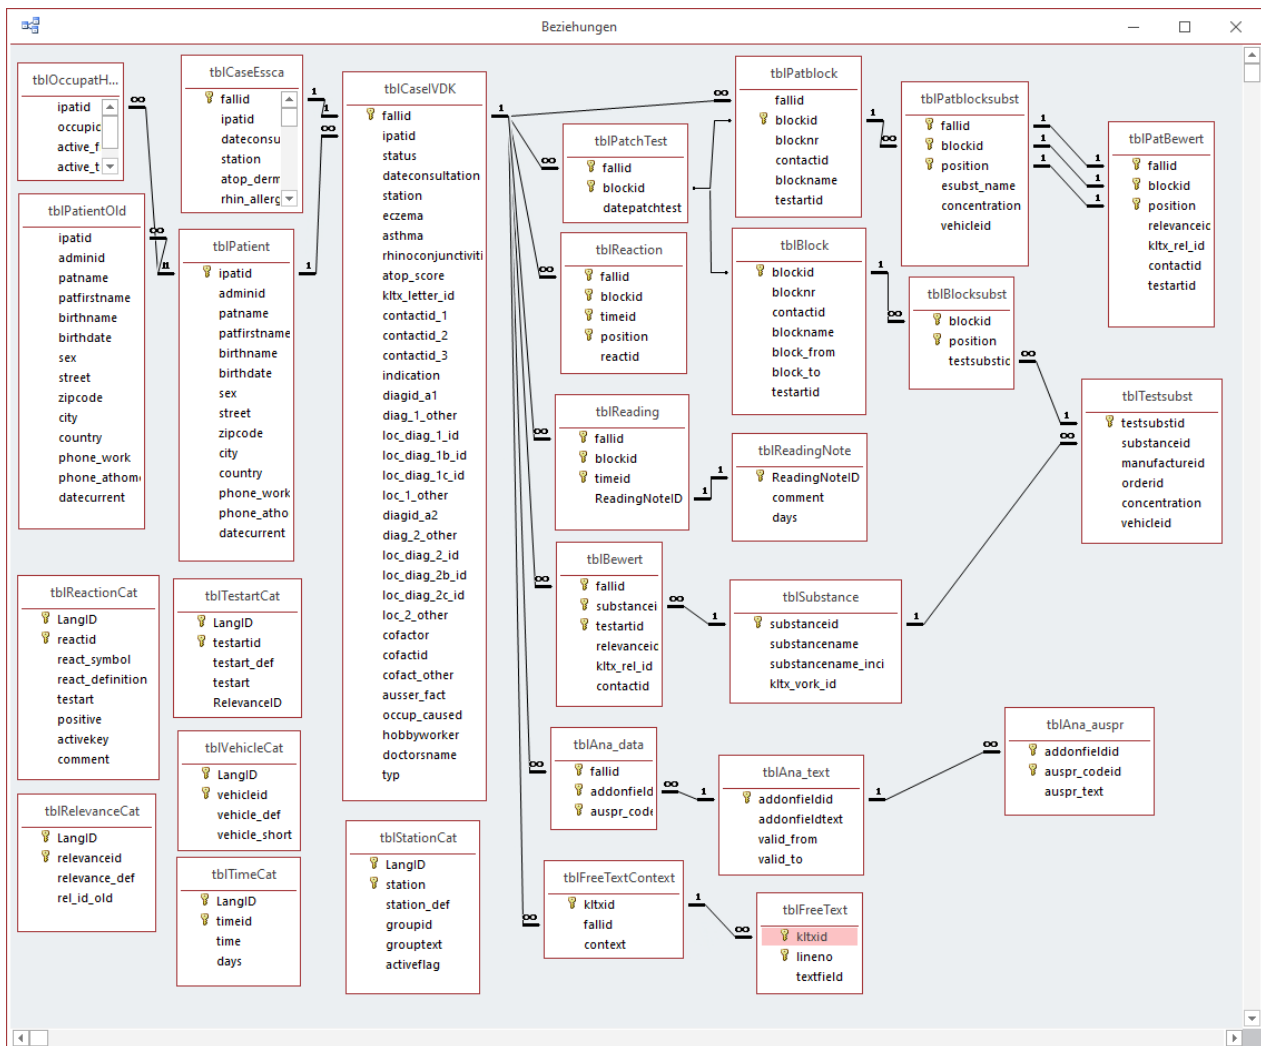 Beziehungen
tblOccupatH...
ipatid
occupic
active_f
active_t
tblPatientOld
ipatid
adminid
patname
patfirstname
birthname
birthdate
sex
street
zipcode
city
country
phone_work
phone_athom
datecurrent
tblCaseEssca
fallid
ipatid
dateconsu
station
atop_derm
rhin_allerg
tblPatient
ipatid
adminid
patname
patfirstname
birthname
birthdate
sex
street
zipcode
city
country
phone_work
phone_atho
datecurrent
tblCaseIVDK
fallid
ipatid
status
dateconsultation
station
eczema
asthma
rhinoconjunctiviti
atop_score
kltx_letter_id
contactid_1
contactid_2
contactid_3
indication
diagid_a1
diag_1_other
loc_diag_1_id
loc_diag_1b_id
loc_diag_1c_id
loc_1_other
diagid_a2
diag_2_other
loc_diag_2_id
loc_diag_2b_id
loc_diag_2c_id
loc_2_other
cofactor
cofactid
cofact_other
ausser_fact
occup_caused
hobbyworker
doctorsname
typ
tblPatchTest
fallid
blockid
datepatchtest
tblReaction
fallid
blockid
timeid
position
reactid
tblReading
fallid
blockid
timeid
ReadingNoteID
tblBewert
fallid
substancei
testartid
relevanceic
kltx_rel_id
contactid
tblAna_data
fallid
addonfield
auspr_code
tblFreeTextContext
kltxid
fallid
context
tblPatblock
fallid
blockid
blocknr
contactid
blockname
testartid
tblBlock
blockid
blocknr
contactid
blockname
block_from
block_to
testartid
tblReadingNote
ReadingNoteID
comment
days
tblSubstance
substanceid
substancename
substancename_inci
kltx_vork_id
tblAna_text
addonfieldid
addonfieldtext
valid_from
valid_to
tblFreeText
kltxid
lineno
textfield
tblPatblocksubst
fallid
blockid
position
esubst_name
concentration
vehicleid
tblBlocksubst
blockid
position
testsubstic
tblPatBewert
fallid
blockid
position
relevanceic
kltx_rel_id
contactid
testartid
tblTestsubst
testsubstid
substanceid
manufactureid
orderid
concentration
vehicleid
tblAna_auspr
addonfieldid
auspr_codeid
auspr_text
tblReactionCat
LangID
reactid
react_symbol
react_definition
testart
positive
activekey
comment
tblRelevanceCat
LangID
relevanceid
relevance_def
rel_id_old
tblTestartCat
LangID
testartid
testart_def
testart
RelevanceID
tblVehicleCat
LangID
vehicleid
vehicle_def
vehicle_short
tblTimeCat
LangID
timeid
time
days
tblStationCat
LangID
station
station_def
groupid
grouptext
activeflag